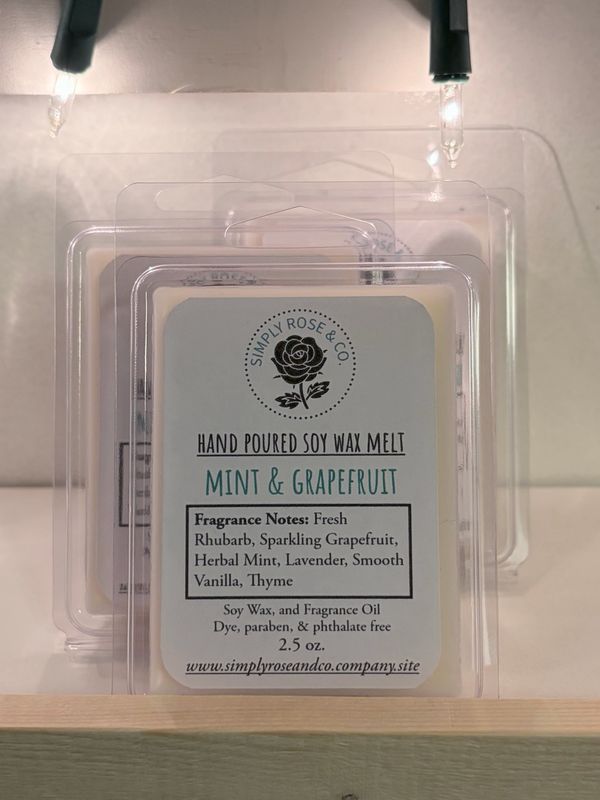 SIMPLY ROSE & CO.
HAND POURED SOY WAX MELT
MINT & GRAPEFRUIT
Fragrance Notes: Fresh
Rhubarb, Sparkling Grapefruit,
Herbal Mint, Lavender, Smooth
Vanilla, Thyme
Soy Wax, and Fragrance Oil
Dye, paraben, & phthalate free
2.5 oz.
www.simplyroseandco.company.site